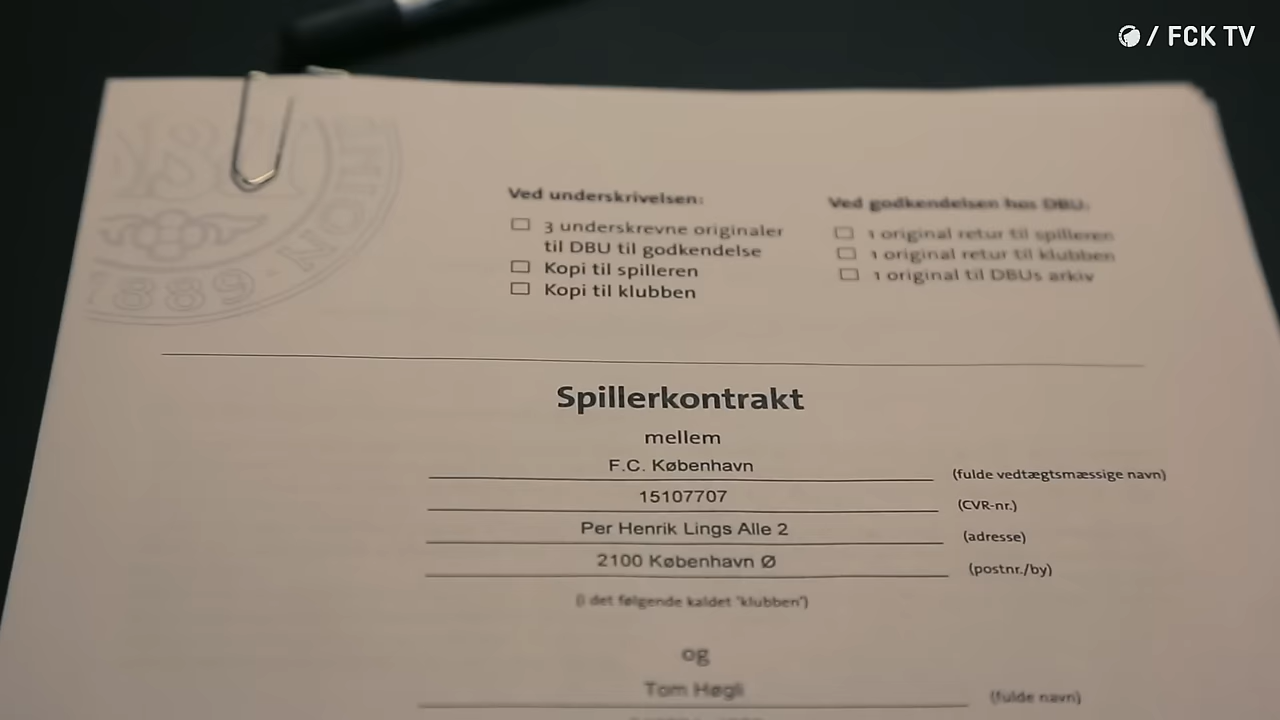 / FCK TV
UNION
1889
Ved underskrivelsen:
☐ 3 underskrevne originaler
til DBU til godkendelse
☐ Kopi til spilleren
☐ Kopi til klubben
Ved godkendelsen hos DBU:
☐ 1 original retur til spilleren
☐ 1 original retur til klubben
☐ 1 original til DBUs arkiv
Spillerkontrakt
mellem
F.C. København
(fulde vedtægtsmæssige navn)
15107707
(CVR-nr.)
Per Henrik Lings Alle 2
(adresse)
2100 København Ø
(postnr./by)
(i det følgende kaldet "klubben")
og
Tom Høgli
(fulde navn)